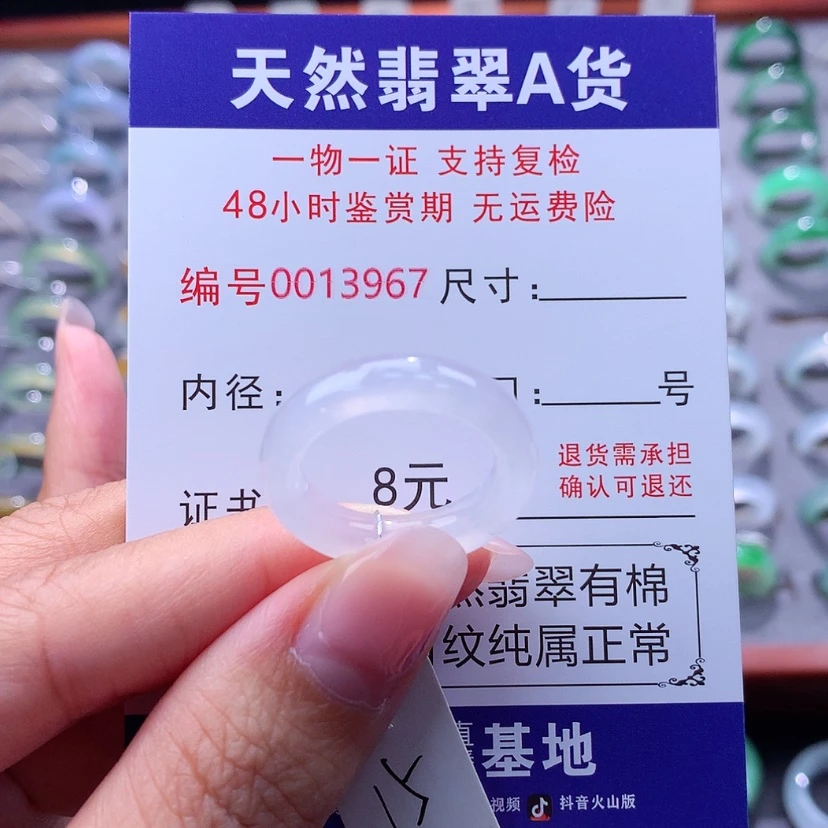 天然翡翠A货
一物一证 支持复检
48小时鉴赏期 无运费险
编号0013967 尺寸:
内径: :号
证书 8元 退货需承担
确认可退还
翡翠有棉
纹纯属正常
基地
视频 抖音火山版